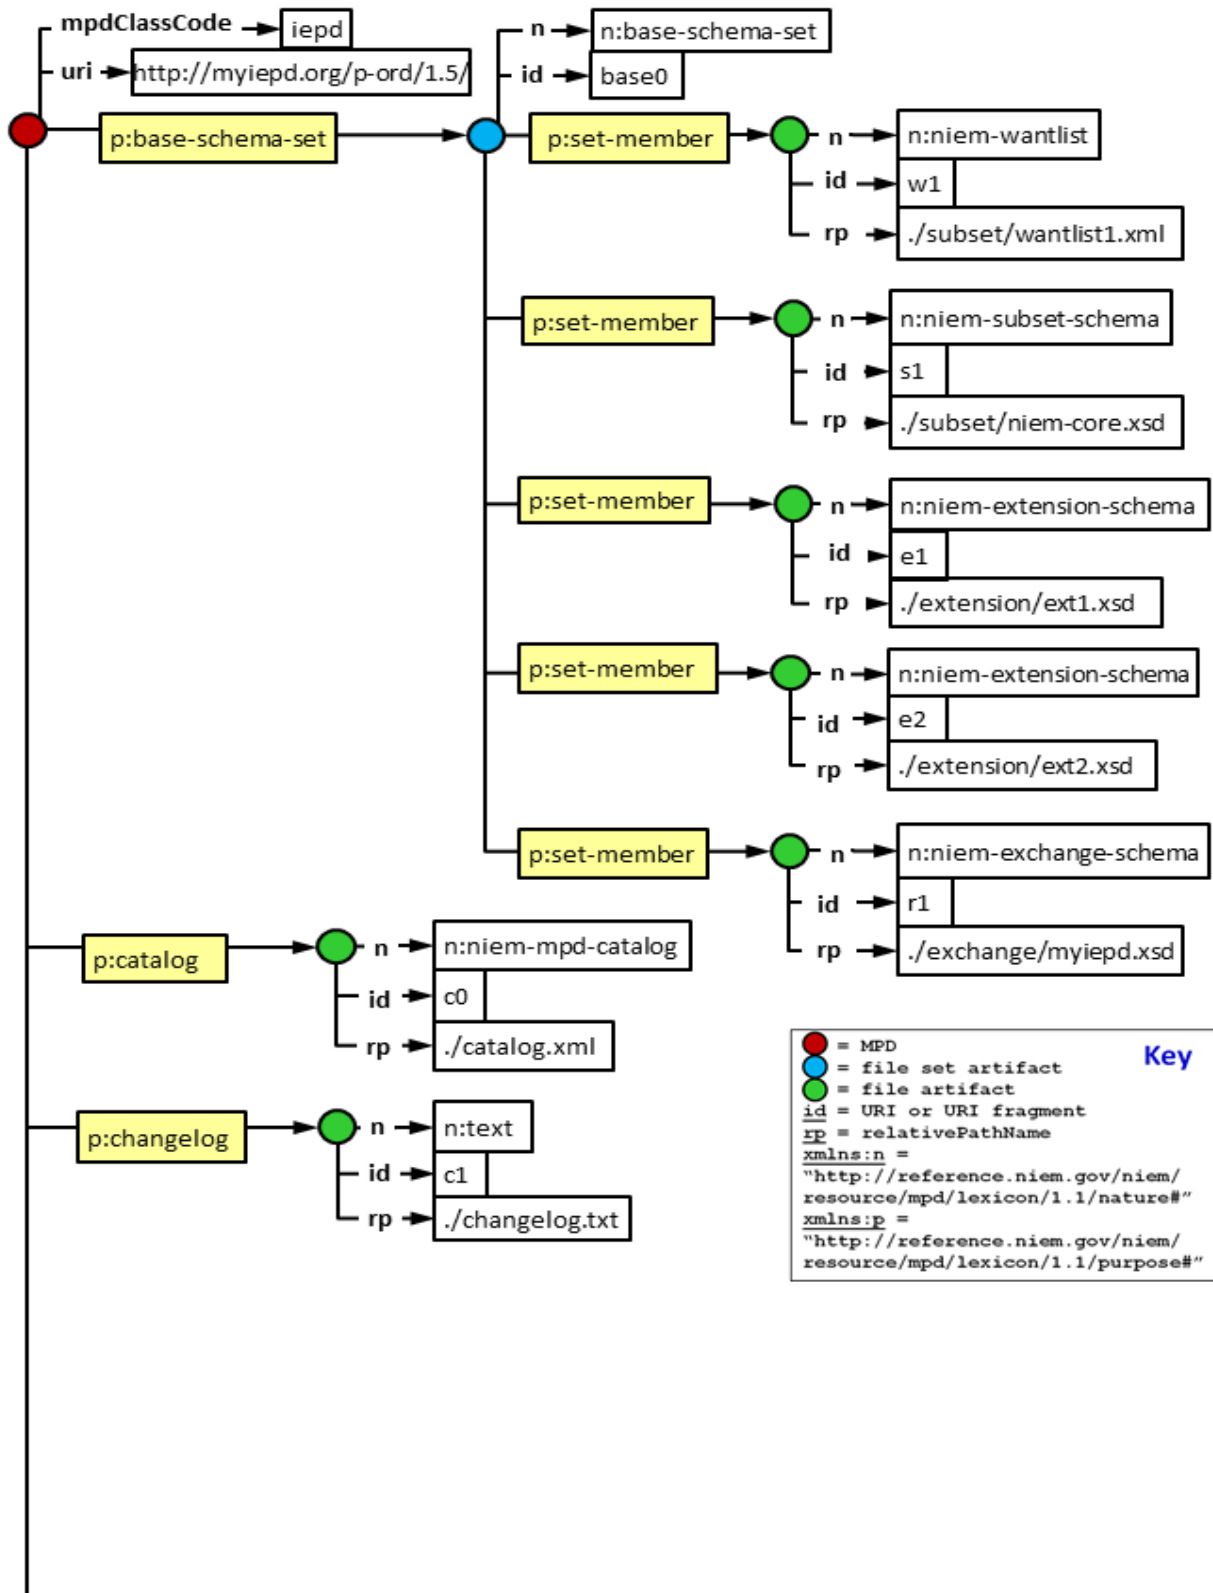 mpdClassCode
iepd
uri
http://myiepd.org/p-ord/1.5/
p:base-schema-set
n
n:base-schema-set
id
base0
p:set-member
n
n:niem-wantlist
id
w1
rp
./subset/wantlist1.xml
p:set-member
n
n:niem-subset-schema
id
s1
rp
./subset/niem-core.xsd
p:set-member
n
n:niem-extension-schema
id
e1
rp
./extension/ext1.xsd
p:set-member
n
n:niem-extension-schema
id
e2
rp
./extension/ext2.xsd
p:set-member
n
n:niem-exchange-schema
id
r1
rp
./exchange/myiepd.xsd
p:catalog
n
n:niem-mpd-catalog
id
c0
rp
./catalog.xml
p:changelog
n
n:text
id
c1
rp
./changelog.txt
Key
= MPD
= file set artifact
= file artifact
id = URI or URI fragment
rp = relativePathName
xmlns:n =
“http://reference.niem.gov/niem/
resource/mpd/lexicon/1.1/nature#”
xmlns:p =
“http://reference.niem.gov/niem/
resource/mpd/lexicon/1.1/purpose#”